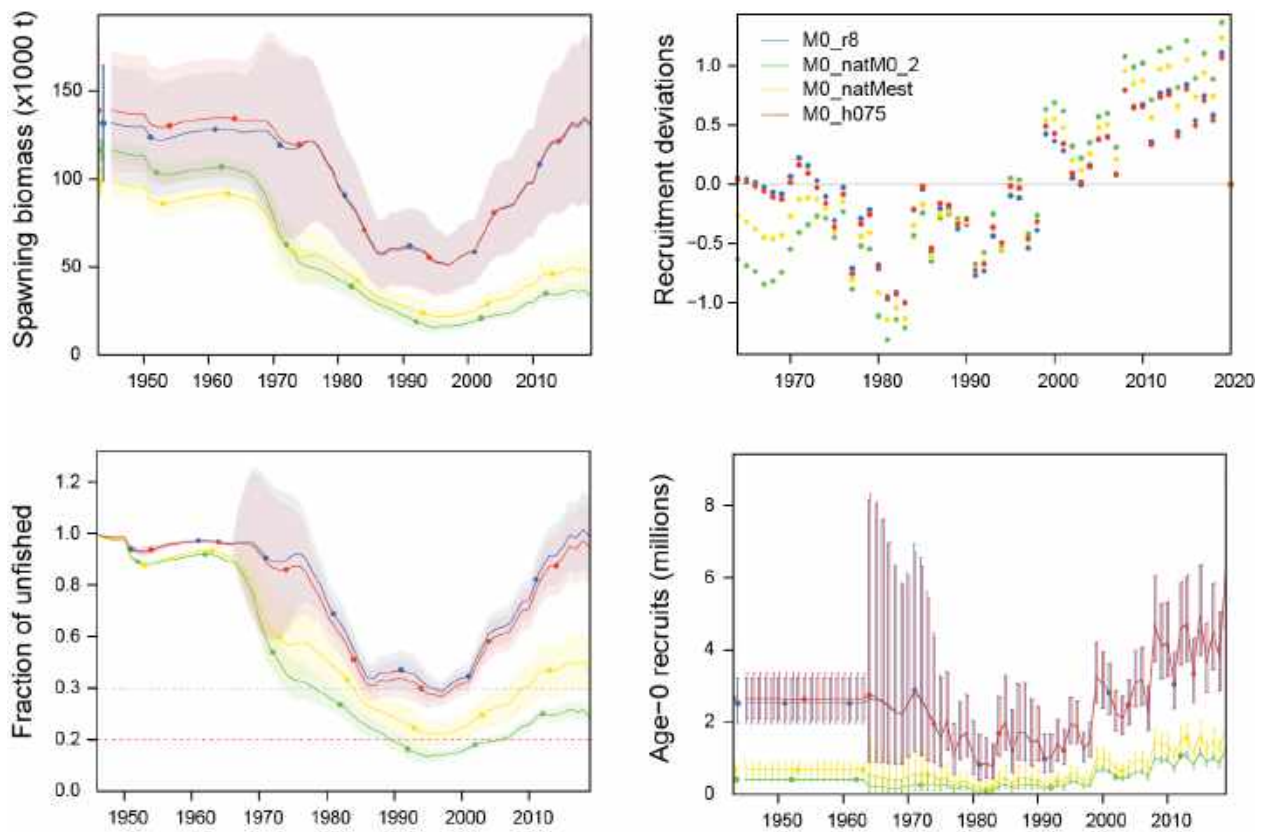 Spawning biomass (x1000 t)
150
100
50
0
1950 1960 1970 1980 1990 2000 2010
Recruitment deviations
1.0
0.5
0.0
−0.5
−1.0
M0_r8
M0_natM0_2
M0_natMest
M0_h075
1970 1980 1990 2000 2010 2020
Fraction of unfished
1.2
1.0
0.8
0.6
0.3
0.2
0.0
1950 1960 1970 1980 1990 2000 2010
Age−0 recruits (millions)
8
6
4
2
0
1950 1960 1970 1980 1990 2000 2010